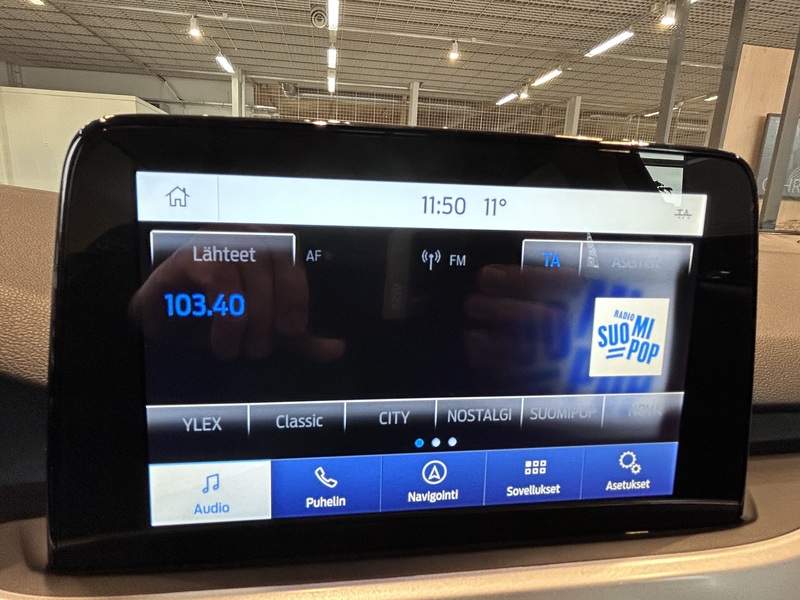 11:50 11°
TA
Lähteet AF FM TA Asemat
103.40
RADIO
SUOMI
POP
YLEX Classic CITY NOSTALGI SUOMIPOP
Audio Puhelin Navigointi Sovellukset Asetukset